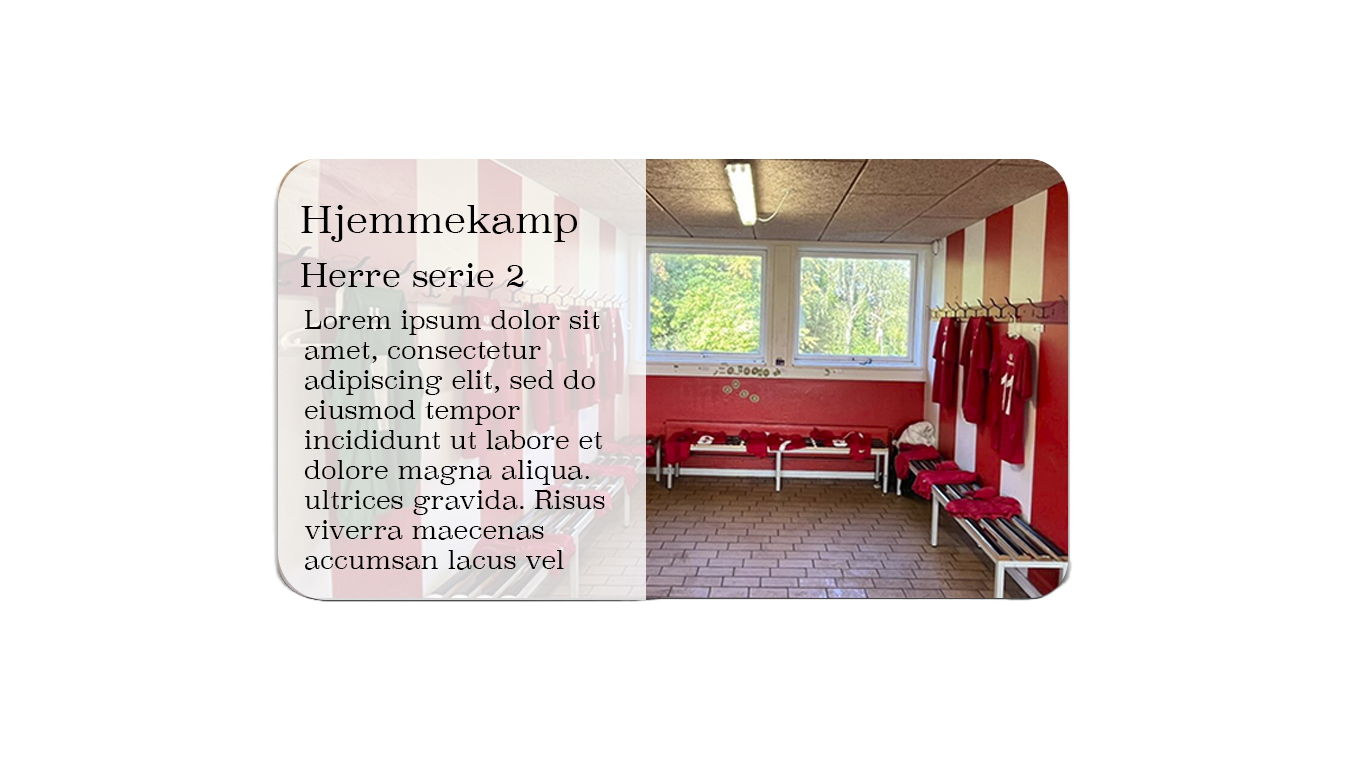 Hjemmekamp
Herre serie 2
Lorem ipsum dolor sit
amet, consectetur
adipiscing elit, sed do
eiusmod tempor
incididunt ut labore et
dolore magna aliqua.
ultrices gravida. Risus
viverra maecenas
accumsan lacus vel